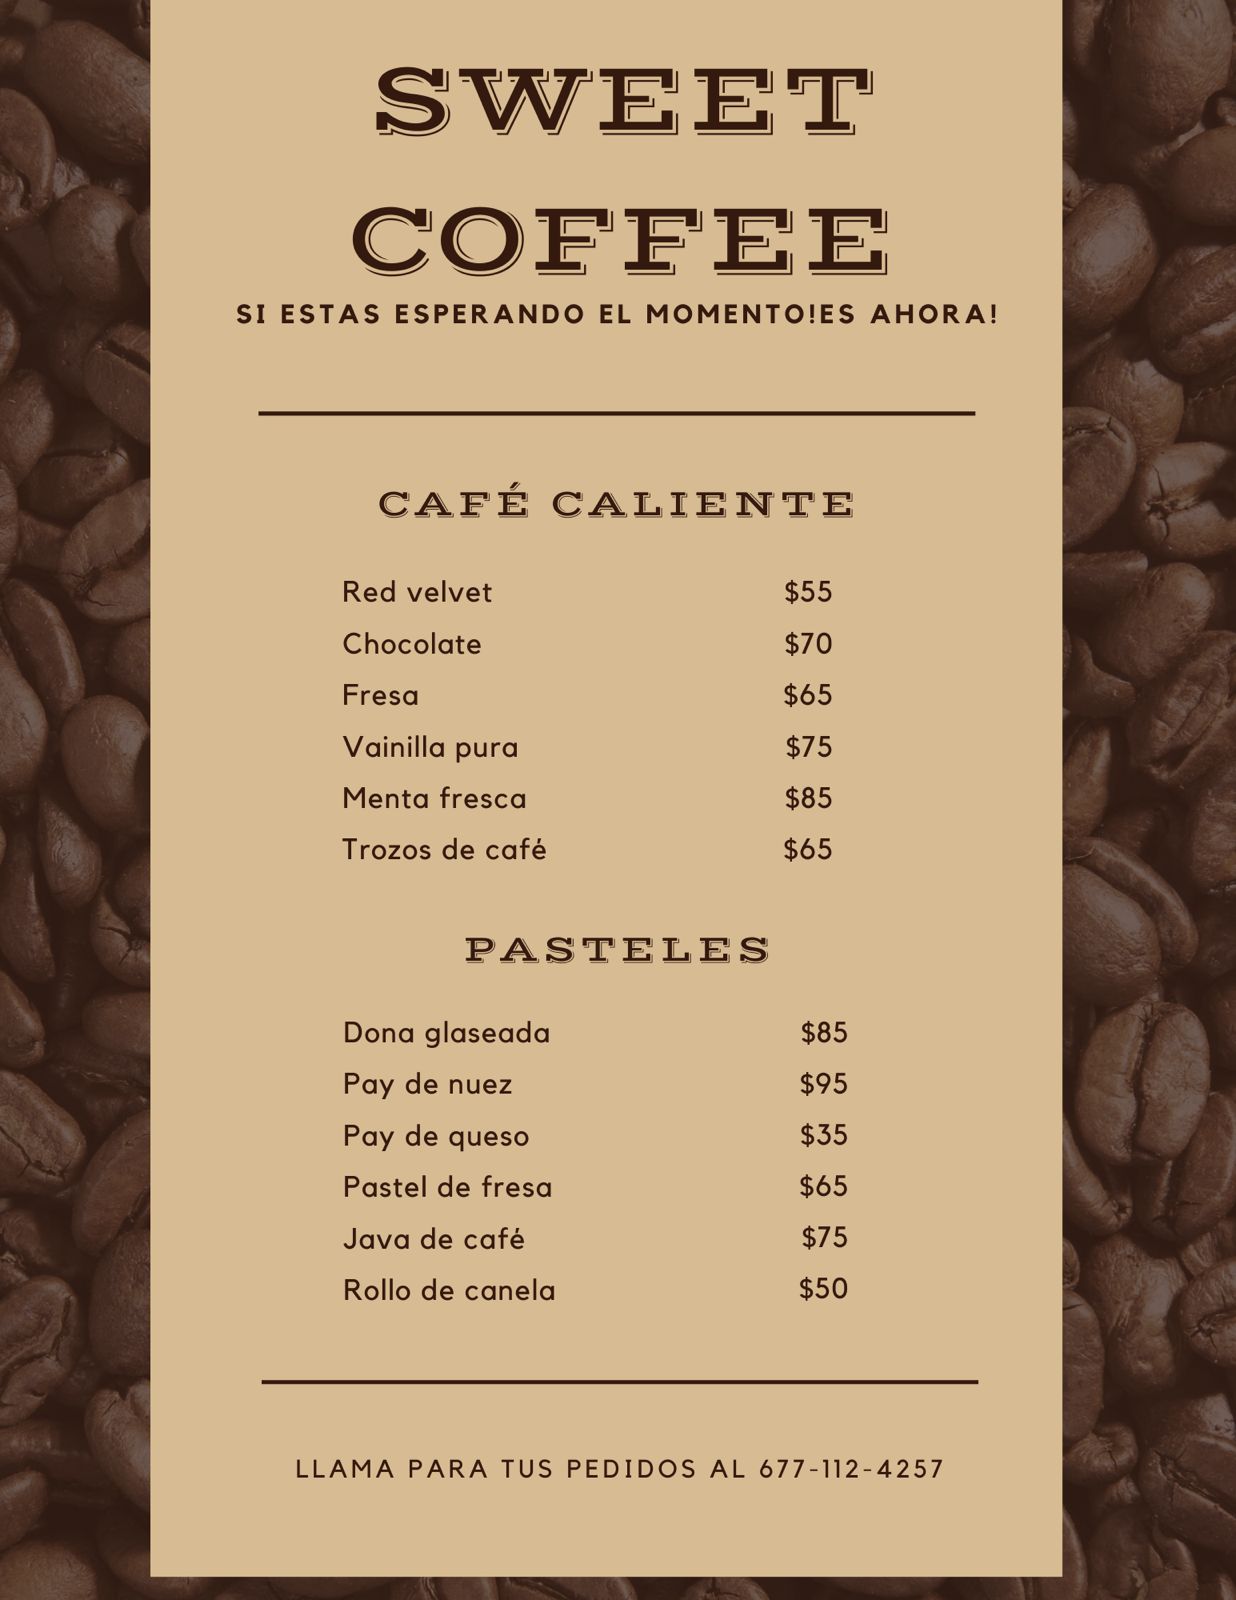 SWEET
COFFEE
SI ESTAS ESPERANDO EL MOMENTO!ES AHORA!
CAFÉ CALIENTE
Red velvet $55
Chocolate $70
Fresa $65
Vainilla pura $75
Menta fresca $85
Trozos de café $65
PASTELES
Dona glaseada $85
Pay de nuez $95
Pay de queso $35
Pastel de fresa $65
Java de café $75
Rollo de canela $50
LLAMA PARA TUS PEDIDOS AL 677-112-4257